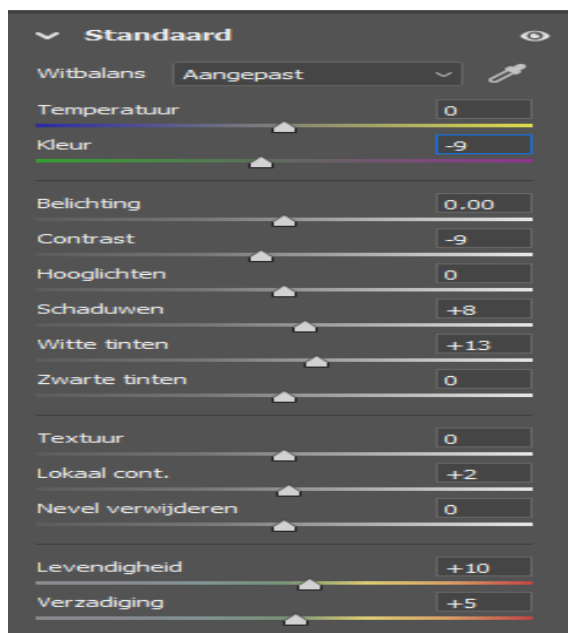 Standaard
Witbalans Aangepast
Temperatuur 0
Kleur -9
Belichting 0.00
Contrast -9
Hooglichten 0
Schaduwen +8
Witte tinten +13
Zwarte tinten 0
Textuur 0
Lokaal cont. +2
Nevel verwijderen 0
Levendigheid +10
Verzadiging +5